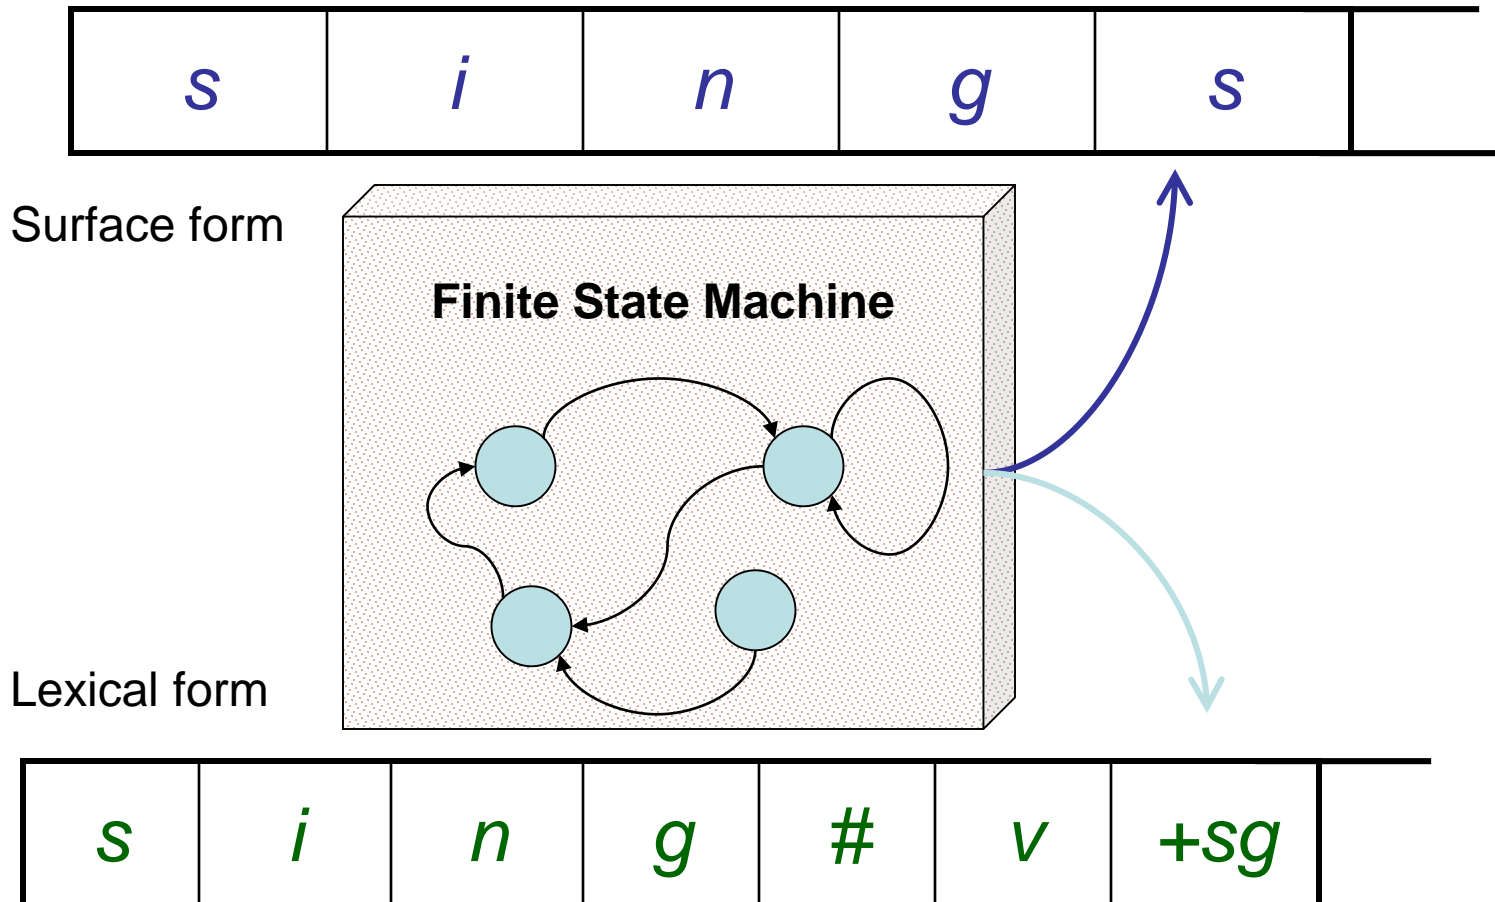 s i n g s
Surface form
Finite State Machine
Lexical form
s i n g # v +sg